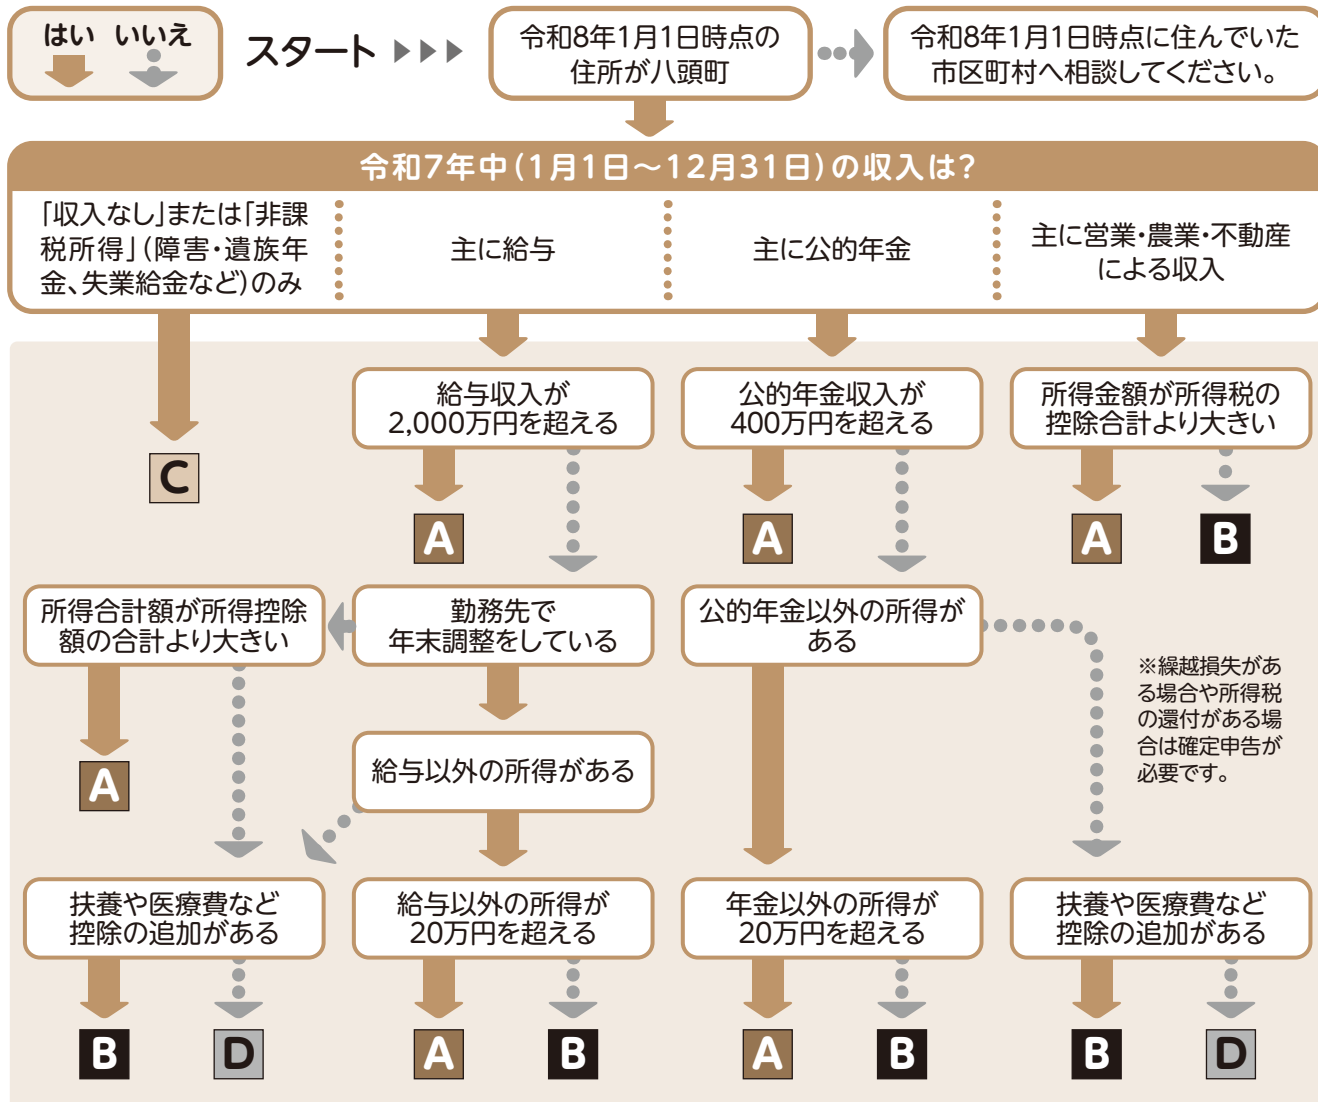 はい いいえ
スタート
令和8年1月1日時点の
住所が八頭町
令和8年1月1日時点に住んでいた
市区町村へ相談してください。
令和7年中(1月1日～12月31日)の収入は?
「収入なし」または「非課
税所得」(障害・遺族年
金、失業給金など)のみ
主に給与
主に公的年金
主に営業・農業・不動産
による収入
給与収入が
2,000万円を超える
公的年金収入が
400万円を超える
所得金額が所得税の
控除合計より大きい
C
A
A
A
B
所得合計額が所得控除
額の合計より大きい
勤務先で
年末調整をしている
公的年金以外の所得が
ある
※繰越損失があ
る場合や所得税
の還付がある場
合は確定申告が
必要です。
給与以外の所得がある
A
扶養や医療費など
控除の追加がある
給与以外の所得が
20万円を超える
年金以外の所得が
20万円を超える
扶養や医療費など
控除の追加がある
B
D
A
B
A
B
B
D